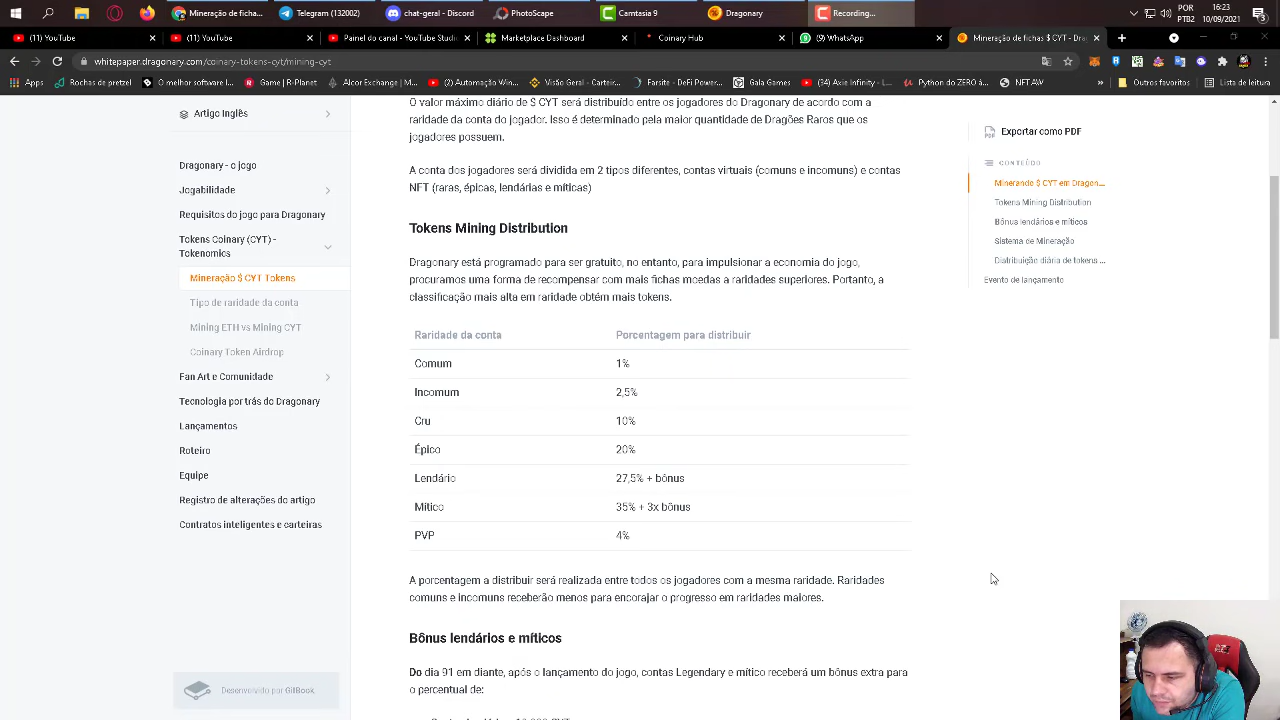 Telegram (132002)
chat-geral - Discord
PhotoScape
Camtasia 9
Dragonary
Recording...
POR
PTB2
16:23
10/09/2021
(11) YouTube
(11) YouTube
Painel do canal - YouTube Studio
Marketplace Dashboard
Coinary Hub
(9) WhatsApp
Mineração de fichas $ CYT - Drag
whitepaper.dragonary.com/coinary-tokens-cyt/mining-cyt
Apps
RiseUp
O melhor software d...
Game | R-Planet
Alcor Exchange | M...
(2) Automação Win...
Visão Geral - Carteir...
Farsite - DeFi Power...
Gala Games
(34) Axie Infinity =...
Python do ZERO à...
NFT AVV
Outros favoritos
Lista de leitura
Artigo Inglês
Dragonary - o jogo
Jogabilidade
Requisitos do jogo para Dragonary
Tokens Coinary (CYT) -
Tokenomics
Mineração $ CYT Tokens
Tipo de raridade da conta
Mining ETH vs Mining CYT
Coinary Token Airdrop
Fan Art e Comunidade
Tecnologia por trás do Dragonary
Lançamentos
Roteiro
Equipe
Registro de alterações do artigo
Contratos inteligentes e carteiras
Desenvolvido por GitBook
O valor máximo diário de $ CYT será distribuído entre os jogadores do Dragonary de acordo com a
raridade da conta do jogador. Isso é determinado pela maior quantidade de Dragões Raros que os
jogadores possuem.
A conta dos jogadores será dividida em 2 tipos diferentes, contas virtuais (comuns e incomuns) e contas
NFT (raras, épicas, lendárias e míticas)
Tokens Mining Distribution
Dragonary está programado para ser gratuito, no entanto, para impulsionar a economia do jogo,
procuramos uma forma de recompensar com mais fichas moedas a raridades superiores. Portanto, a
classificação mais alta em raridade obtém mais tokens.
Raridade da conta Porcentagem para distribuir
Comum 1%
Incomum 2,5%
Cru 10%
Épico 20%
Lendário 27,5% + bônus
Mítico 35% + 3x bônus
PVP 4%
A porcentagem a distribuir será realizada entre todos os jogadores com a mesma raridade. Raridades
comuns e incomuns receberão menos para encorajar o progresso em raridades maiores.
Bônus lendários e míticos
Do dia 91 em diante, após o lançamento do jogo, contas Legendary e mítico receberá um bônus extra para
o percentual de:
Exportar como PDF
CONTEÚDO
Minerando $ CYT em Dragon...
Tokens Mining Distribution
Bônus lendários e míticos
Sistema de Mineração
Distribuição diária de tokens ...
Evento de lançamento